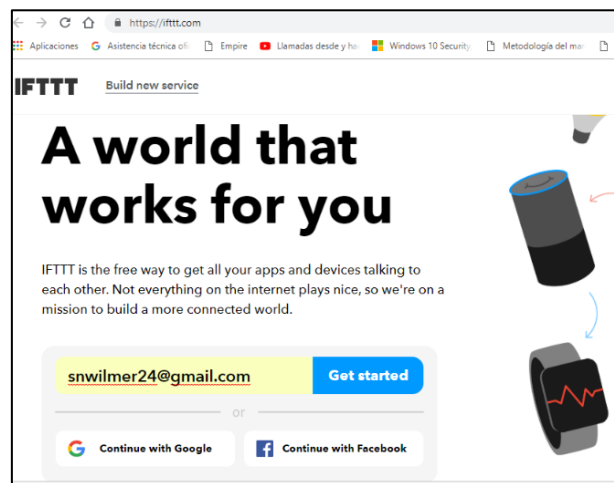 https://ifttt.com
Aplicaciones Asistencia técnica ofi Empire Llamadas desde y ha Windows 10 Security Metodología del mar
IFTTT Build new service
A world that
works for you
IFTTT is the free way to get all your apps and devices talking to
each other. Not everything on the internet plays nice, so we're on a
mission to build a more connected world.
snwilmer24@gmail.com Get started
or
Continue with Google Continue with Facebook